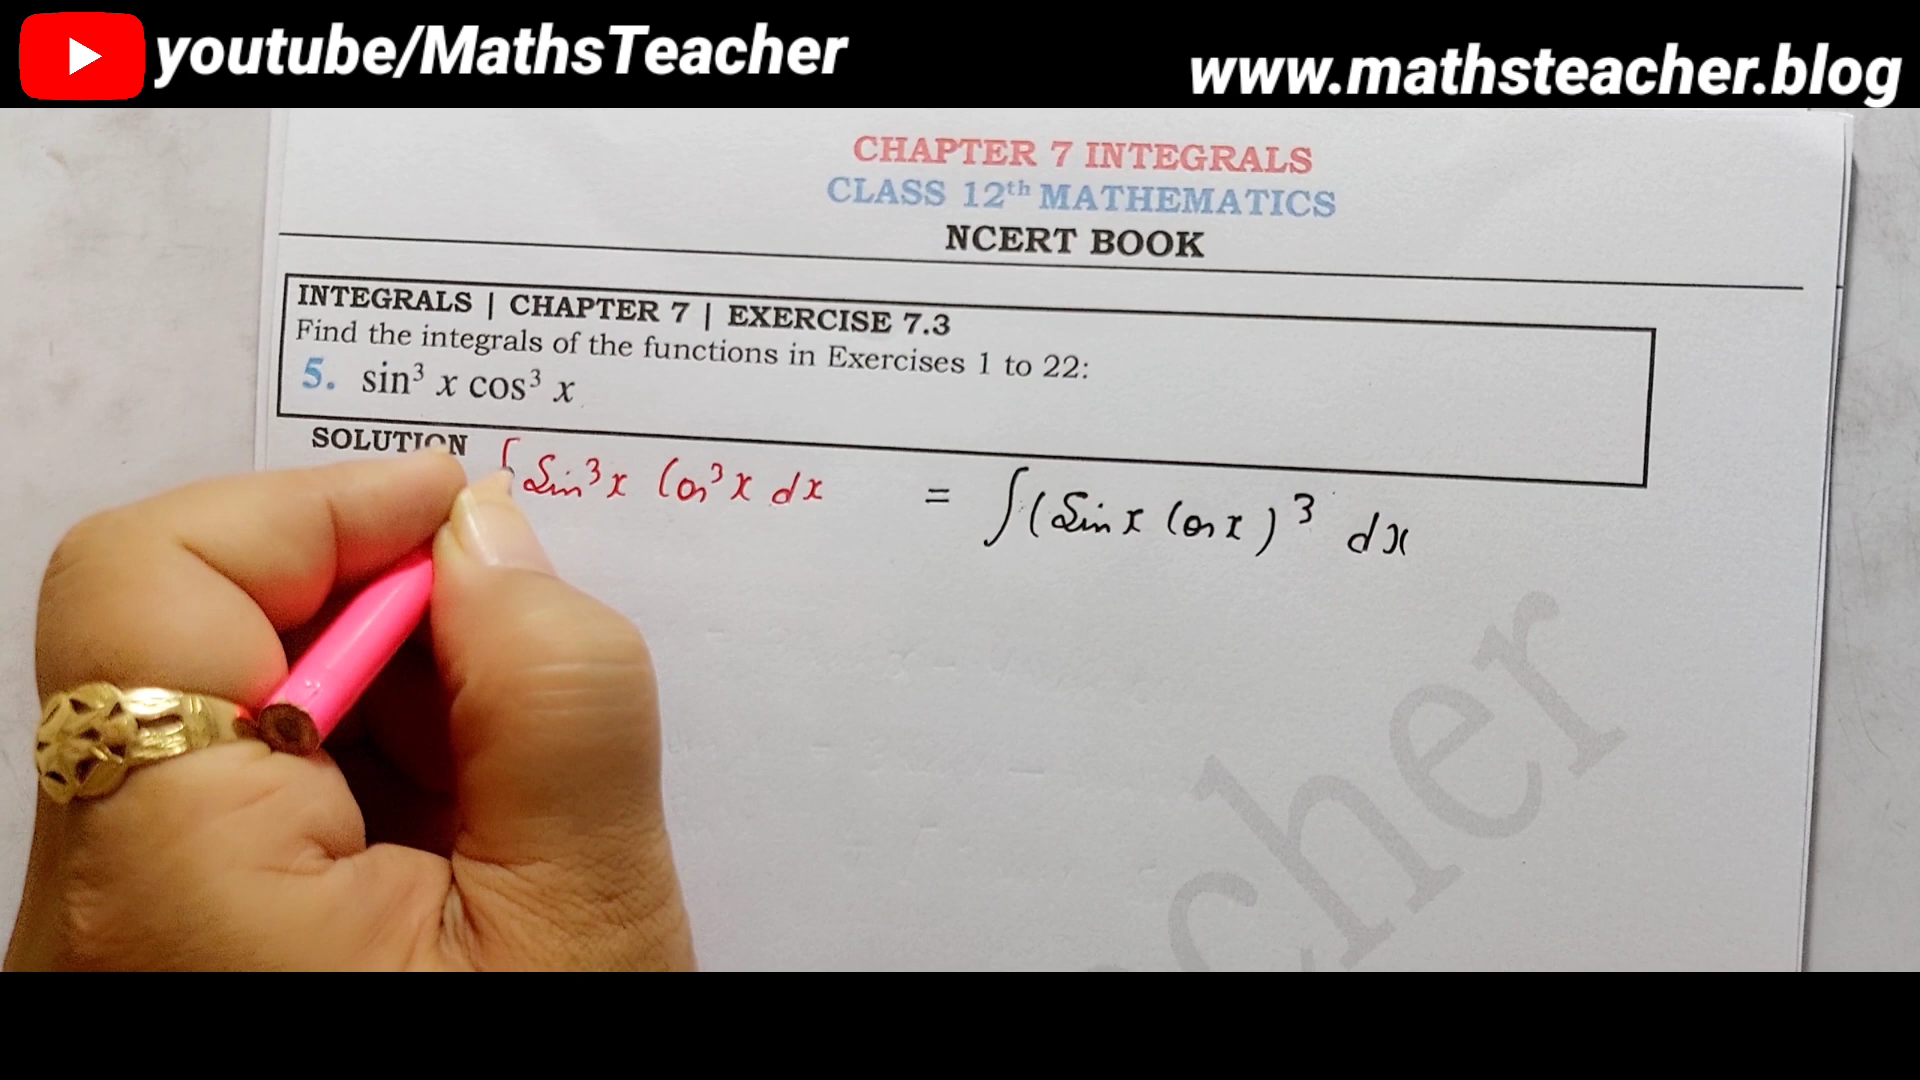 youtube/MathsTeacher
www.mathsteacher.blog
CHAPTER 7 INTEGRALS
CLASS 12th MATHEMATICS
NCERT BOOK
INTEGRALS | CHAPTER 7 | EXERCISE 7.3
Find the integrals of the functions in Exercises 1 to 22:
5. sin³ x cos³ x
SOLUTION
∫ Sin³x Cos³x dx = ∫(Sin x Cos x)³ dx
cher